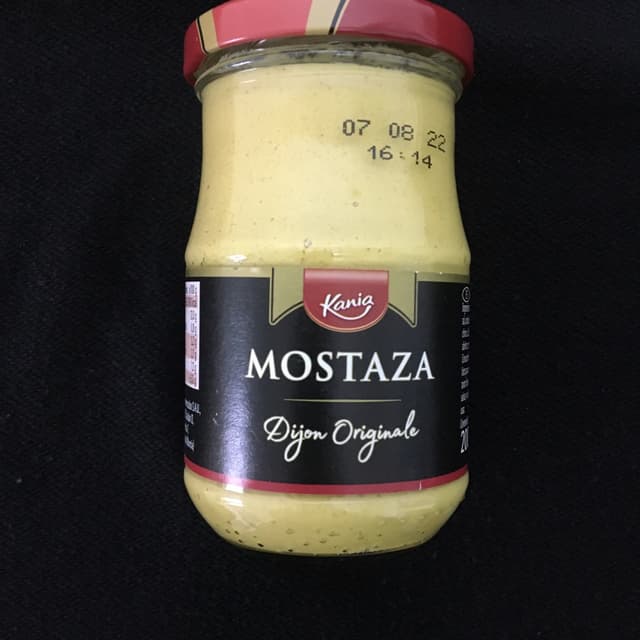 07 08 22
16:14
Kania
MOSTAZA
Dijon Originale